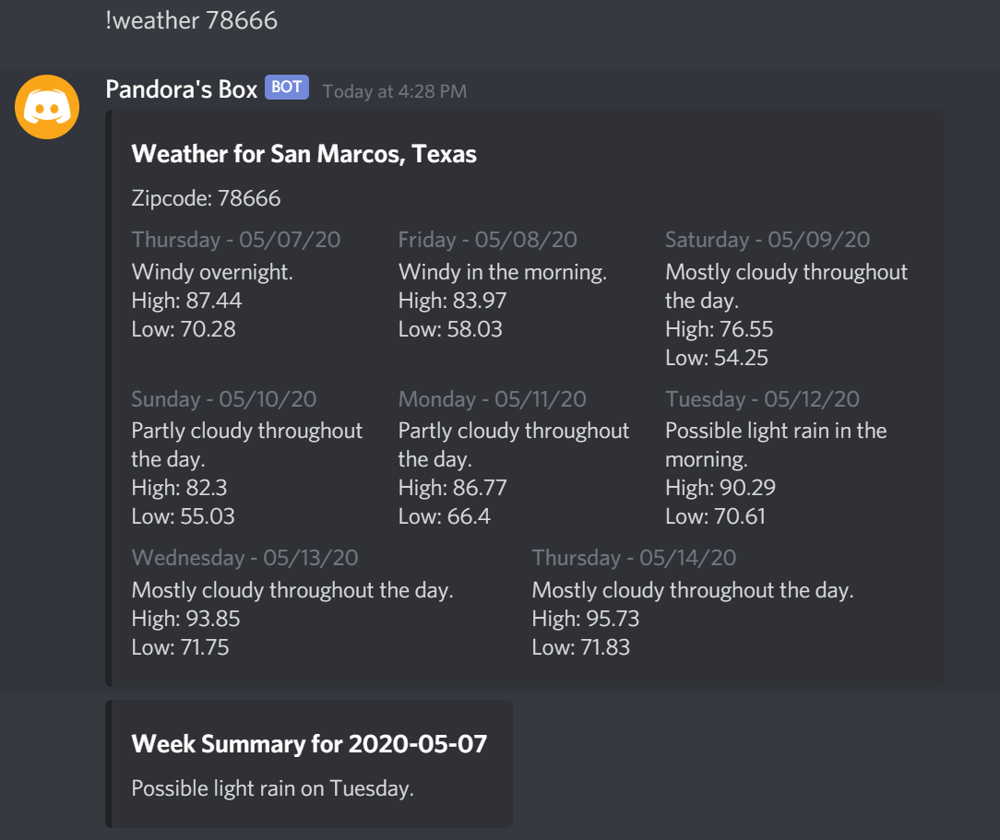 !weather 78666
Pandora's Box BOT Today at 4:28 PM
Weather for San Marcos, Texas
Zipcode: 78666
Thursday - 05/07/20
Windy overnight.
High: 87.44
Low: 70.28
Friday - 05/08/20
Windy in the morning.
High: 83.97
Low: 58.03
Saturday - 05/09/20
Mostly cloudy throughout
the day.
High: 76.55
Low: 54.25
Sunday - 05/10/20
Partly cloudy throughout
the day.
High: 82.3
Low: 55.03
Monday - 05/11/20
Partly cloudy throughout
the day.
High: 86.77
Low: 66.4
Tuesday - 05/12/20
Possible light rain in the
morning.
High: 90.29
Low: 70.61
Wednesday - 05/13/20
Mostly cloudy throughout the day.
High: 93.85
Low: 71.75
Thursday - 05/14/20
Mostly cloudy throughout the day.
High: 95.73
Low: 71.83
Week Summary for 2020-05-07
Possible light rain on Tuesday.